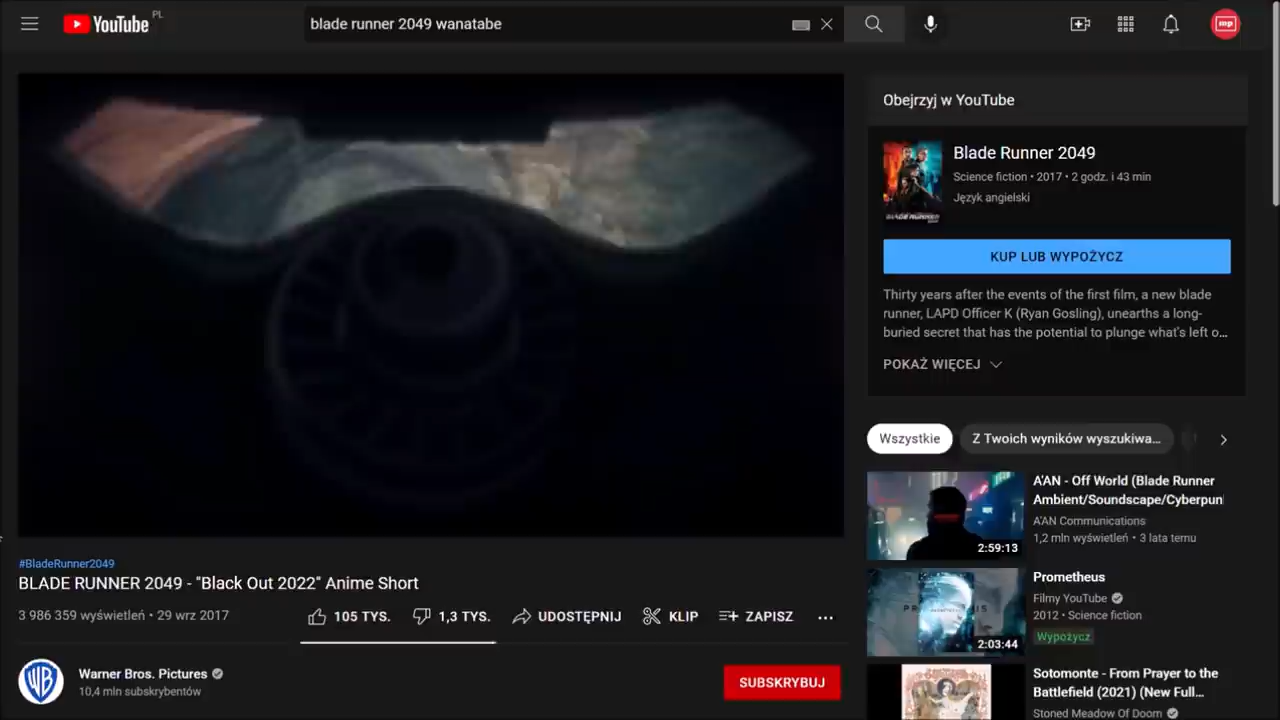 YouTube PL
blade runner 2049 wanatabe
mp
Obejrzyj w YouTube
Blade Runner 2049
Science fiction • 2017 • 2 godz. i 43 min
Język angielski
BLADE RUNNER
KUP LUB WYPOŻYCZ
Thirty years after the events of the first film, a new blade
runner, LAPD Officer K (Ryan Gosling), unearths a long-
buried secret that has the potential to plunge what's left o...
POKAŻ WIĘCEJ
Wszystkie
Z Twoich wyników wyszukiwa...
A'AN - Off World (Blade Runner
Ambient/Soundscape/Cyberpun
A'AN Communications
1,2 mln wyświetleń • 3 lata temu
2:59:13
Prometheus
Filmy YouTube
2012 • Science fiction
Wypożycz
2:03:44
Sotomonte - From Prayer to the
Battlefield (2021) (New Full...
Stoned Meadow Of Doom
#BladeRunner2049
BLADE RUNNER 2049 - "Black Out 2022" Anime Short
3 986 359 wyświetleń • 29 wrz 2017
105 TYS.
1,3 TYS.
UDOSTĘPNIJ
KLIP
ZAPISZ
WB
Warner Bros. Pictures
10,4 mln subskrybentów
SUBSKRYBUJ